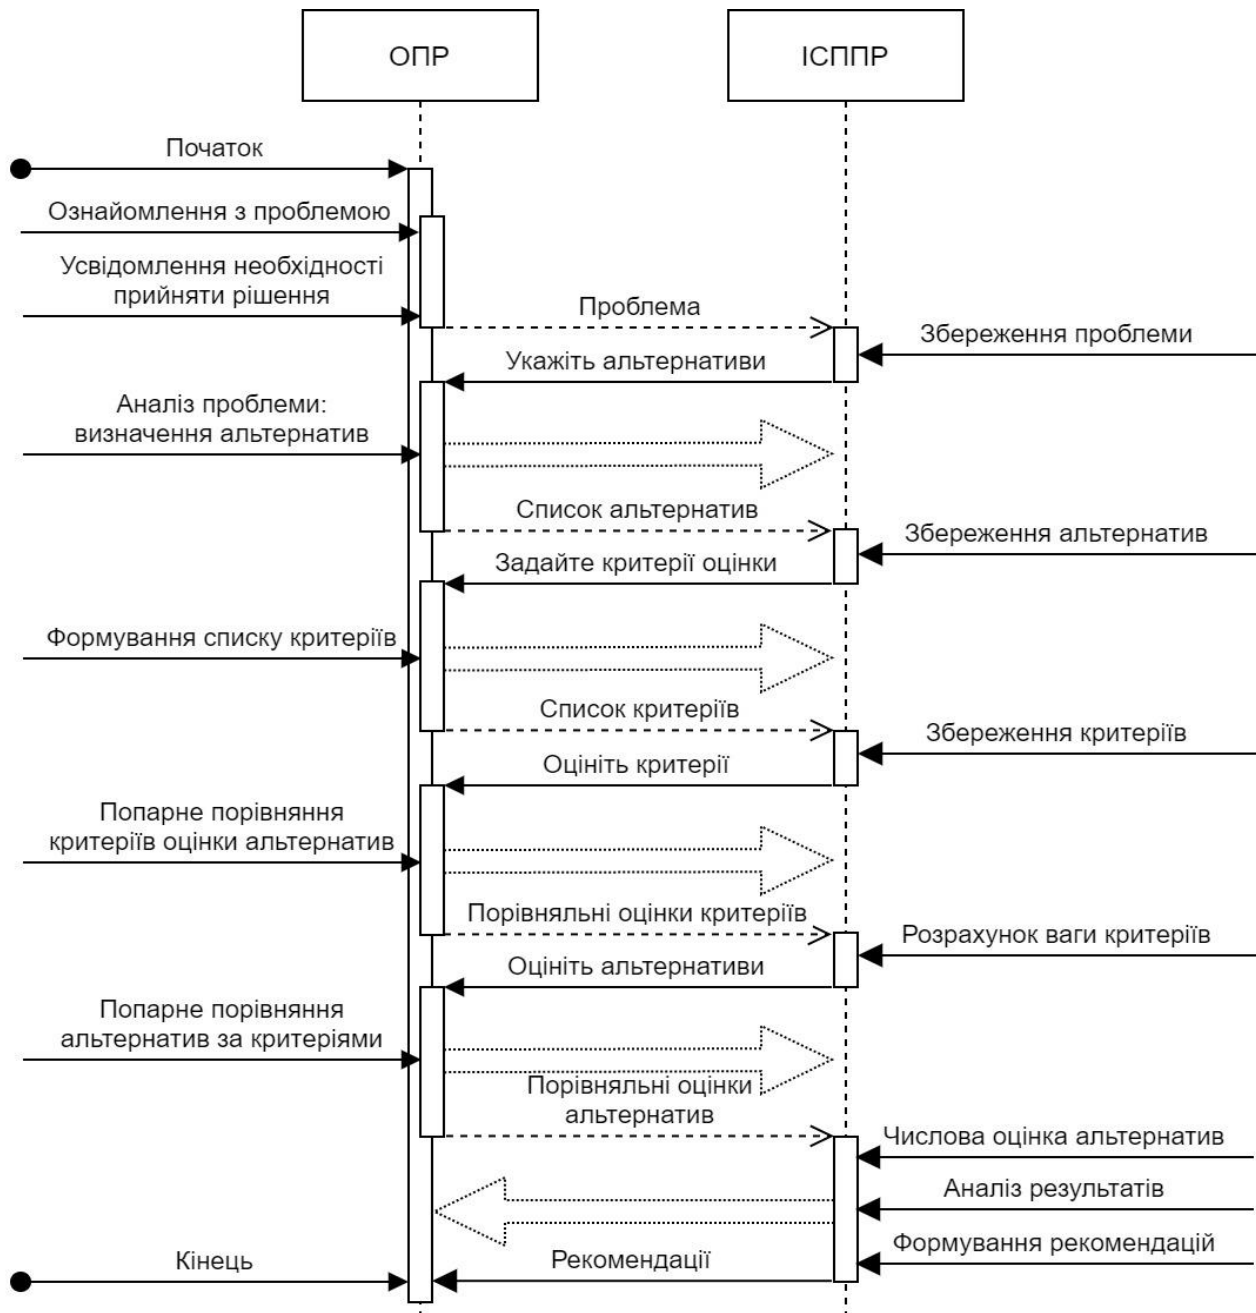 ОПР
ІСППР
Початок
Ознайомлення з проблемою
Усвідомлення необхідності
прийняти рішення
Проблема
Збереження проблеми
Укажіть альтернативи
Аналіз проблеми:
визначення альтернатив
Список альтернатив
Збереження альтернатив
Задайте критерії оцінки
Формування списку критеріїв
Список критеріїв
Збереження критеріїв
Оцініть критерії
Попарне порівняння
критеріїв оцінки альтернатив
Порівняльні оцінки критеріїв
Розрахунок ваги критеріїв
Оцініть альтернативи
Попарне порівняння
альтернатив за критеріями
Порівняльні оцінки
альтернатив
Числова оцінка альтернатив
Аналіз результатів
Формування рекомендацій
Кінець
Рекомендації